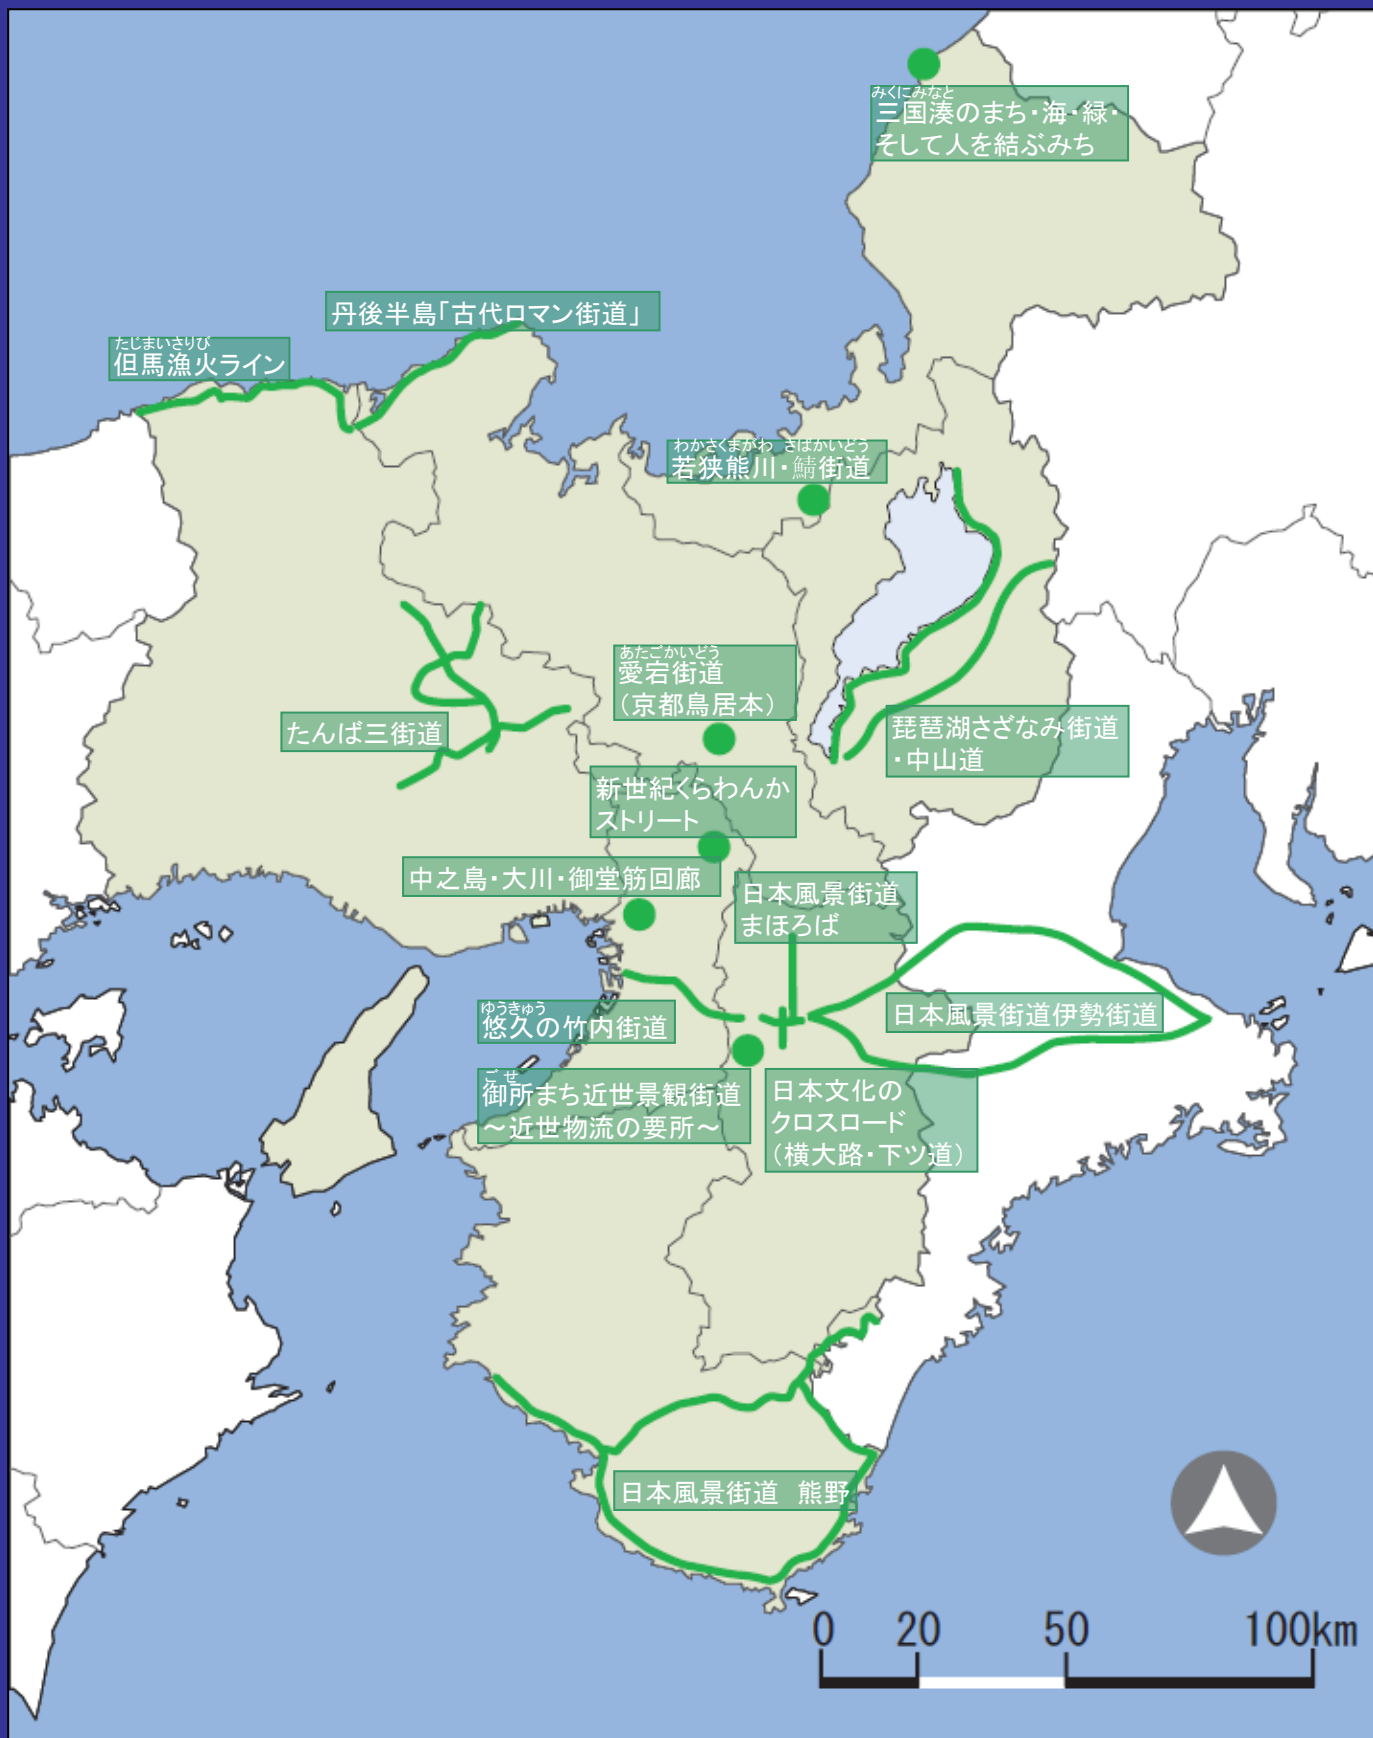 みくにみなと
三国湊のまち・海・緑・
そして人を結ぶみち
丹後半島「古代ロマン街道」
たじまいさりび
但馬漁火ライン
わかさくまがわ さばかいどう
若狭熊川・鯖街道
あたごかいどう
愛宕街道
（京都鳥居本）
たんば三街道
琵琶湖さざなみ街道
・中山道
新世紀くらわんか
ストリート
中之島・大川・御堂筋回廊
日本風景街道
まほろば
ゆうきゅう
悠久の竹内街道
日本風景街道伊勢街道
ごせ
御所まち近世景観街道
～近世物流の要所～
日本文化の
クロスロード
（横大路・下ツ道）
日本風景街道 熊野
0 20 50 100km